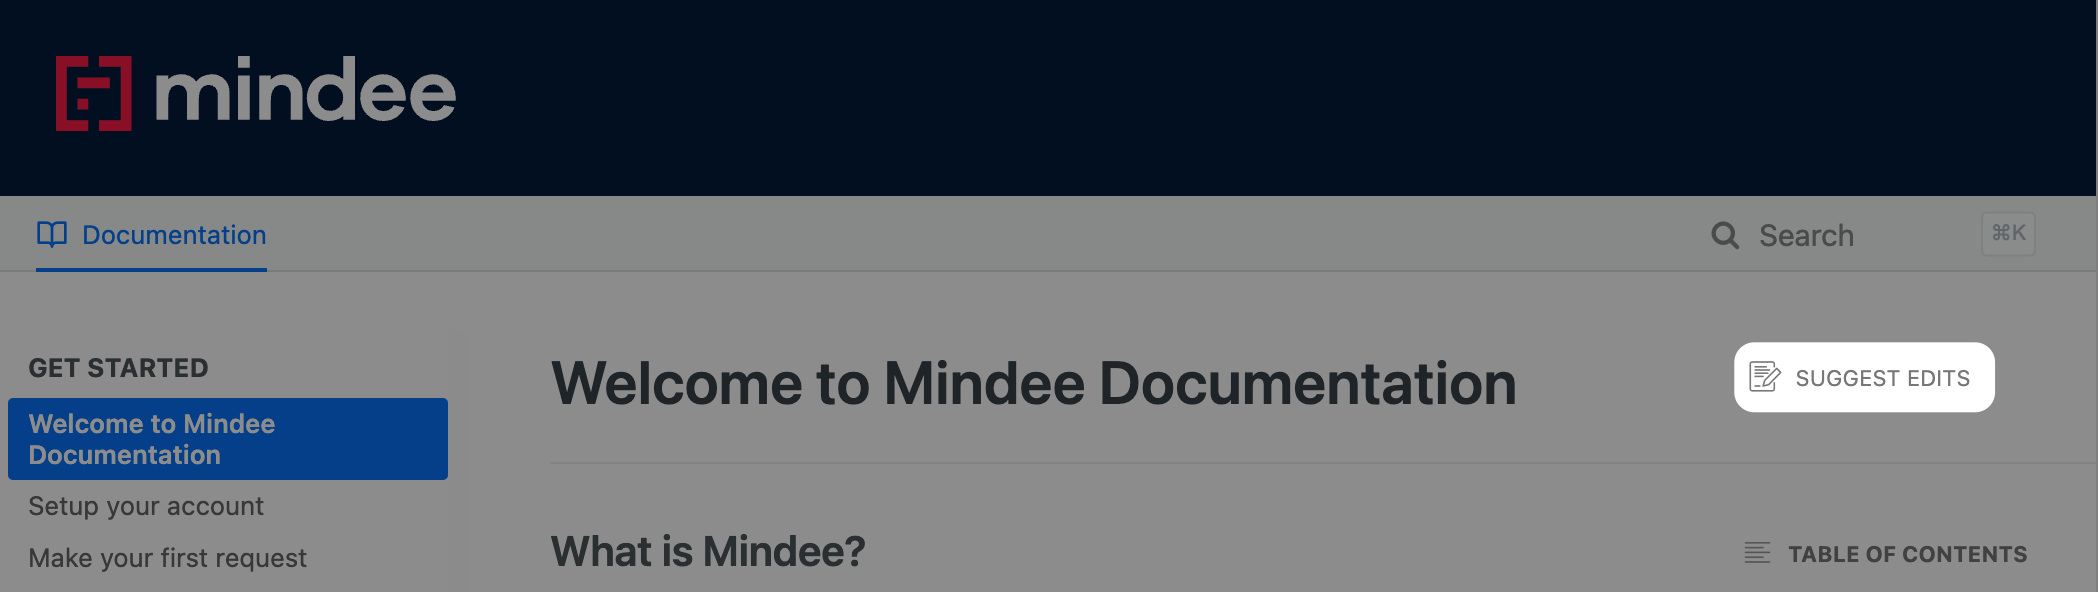 mindee
Documentation
Search
⌘K
GET STARTED
Welcome to Mindee
Documentation
Setup your account
Make your first request
Welcome to Mindee Documentation
SUGGEST EDITS
What is Mindee?
TABLE OF CONTENTS